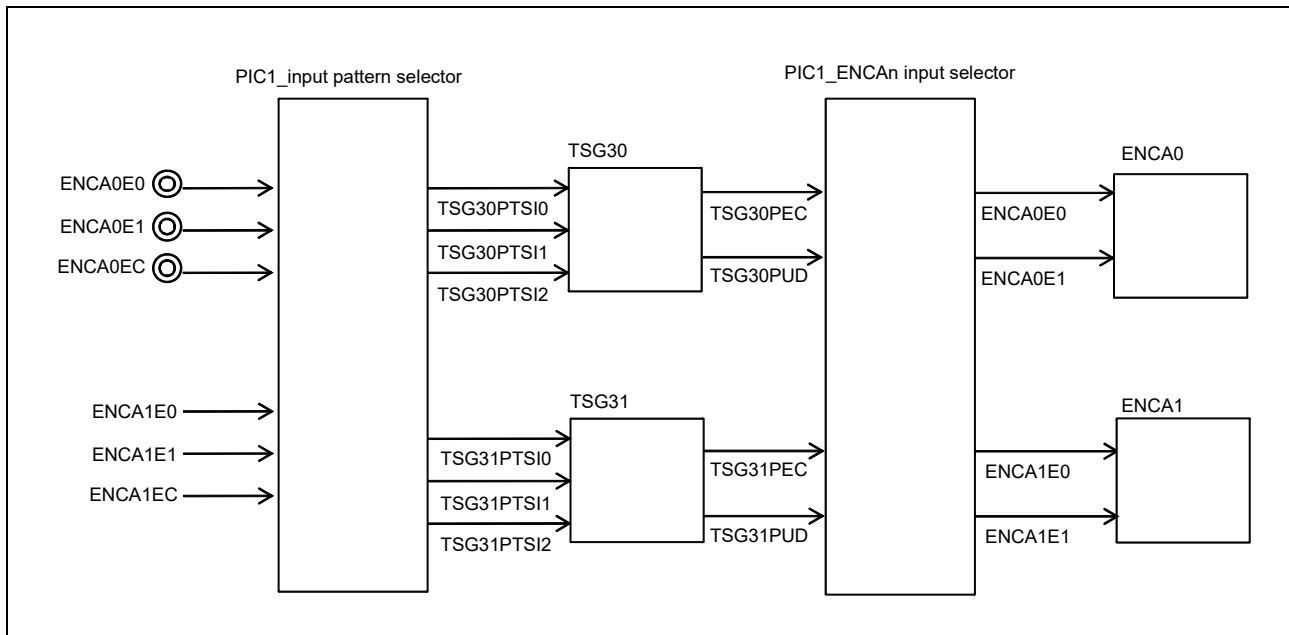 PIC1_input pattern selector
PIC1_ENCAn input selector
TSG30
ENCA0
ENCA0E0
ENCA0E1
ENCA0EC
TSG30PTSI0
TSG30PTSI1
TSG30PTSI2
TSG30PEC
TSG30PUD
ENCA0E0
ENCA0E1
TSG31
ENCA1
ENCA1E0
ENCA1E1
ENCA1EC
TSG31PTSI0
TSG31PTSI1
TSG31PTSI2
TSG31PEC
TSG31PUD
ENCA1E0
ENCA1E1